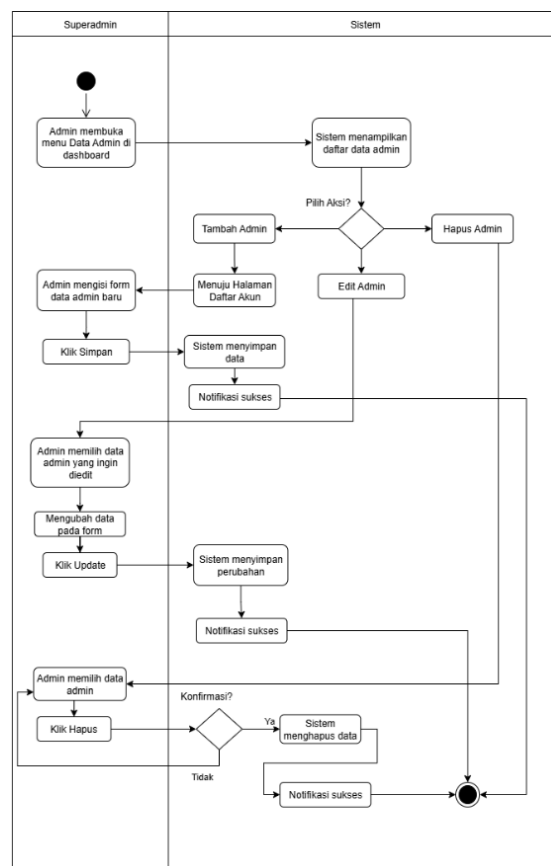 Superadmin
Sistem
Admin membuka
menu Data Admin di
dashboard
Sistem menampilkan
daftar data admin
Pilih Aksi?
Tambah Admin
Hapus Admin
Admin mengisi form
data admin baru
Menuju Halaman
Daftar Akun
Edit Admin
Klik Simpan
Sistem menyimpan
data
Notifikasi sukses
Admin memilih data
admin yang ingin
diedit
Mengubah data
pada form
Klik Update
Sistem menyimpan
perubahan
Notifikasi sukses
Admin memilih data
admin
Konfirmasi?
Klik Hapus
Ya
Sistem
menghapus data
Tidak
Notifikasi sukses